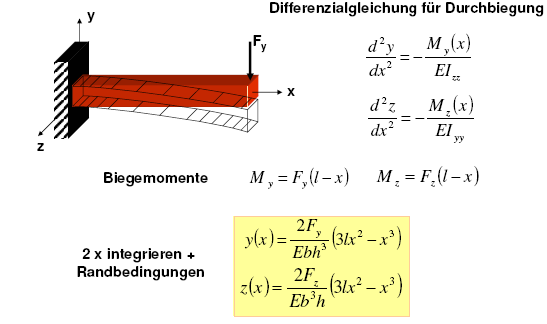 Differenzialgleichung für Durchbiegung
y
F_y
x
z
d²y/dx² = −M_y(x)/EI_zz
d²z/dx² = −M_z(x)/EI_yy
Biegemomente M_y = F_y(l−x) M_z = F_z(l−x)
2 x integrieren +
Randbedingungen
y(x) = 2F_y/Ebh³ (3lx² − x³)
z(x) = 2F_z/Eb³h (3lx² − x³)